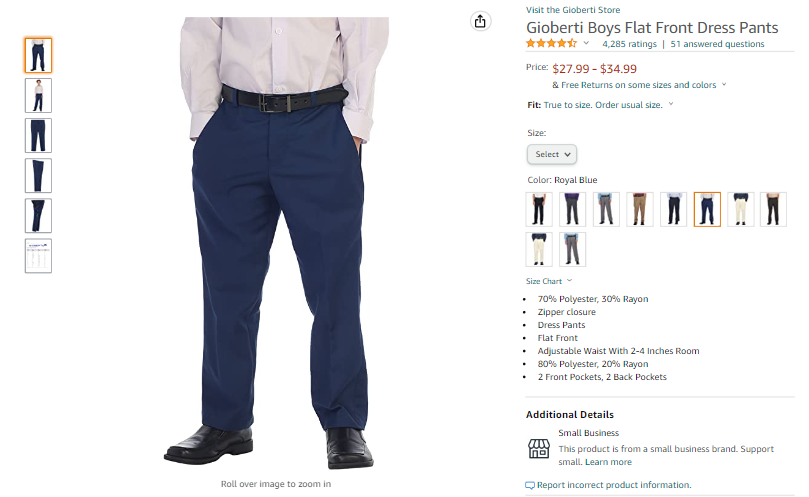 Visit the Gioberti Store
Gioberti Boys Flat Front Dress Pants
4,285 ratings | 51 answered questions
Price: $27.99 - $34.99
& Free Returns on some sizes and colors
Fit: True to size. Order usual size.
Size:
Select
Color: Royal Blue
Size Chart
• 70% Polyester, 30% Rayon
• Zipper closure
• Dress Pants
• Flat Front
• Adjustable Waist With 2-4 Inches Room
• 80% Polyester, 20% Rayon
• 2 Front Pockets, 2 Back Pockets
Additional Details
Small Business
This product is from a small business brand. Support
small. Learn more
Report incorrect product information.
Roll over image to zoom in